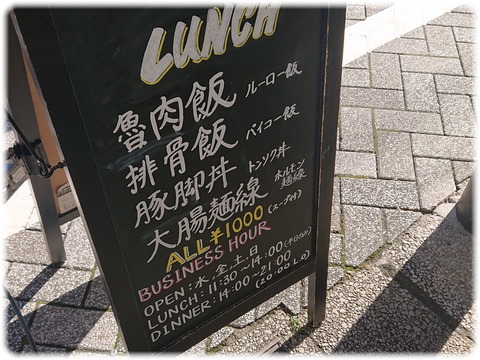 LUNCH
魯肉飯 ルーロー飯
排骨飯 パイコー飯
豚脚丼 トンソク丼
大腸麺線 ホルモン麺線
ALL ¥1000 (スープ付)
BUSINESS HOUR
OPEN: 水, 金, 土, 日
LUNCH: 11:30~14:00
DINNER: 14:00~21:00
(20:00 L.O)